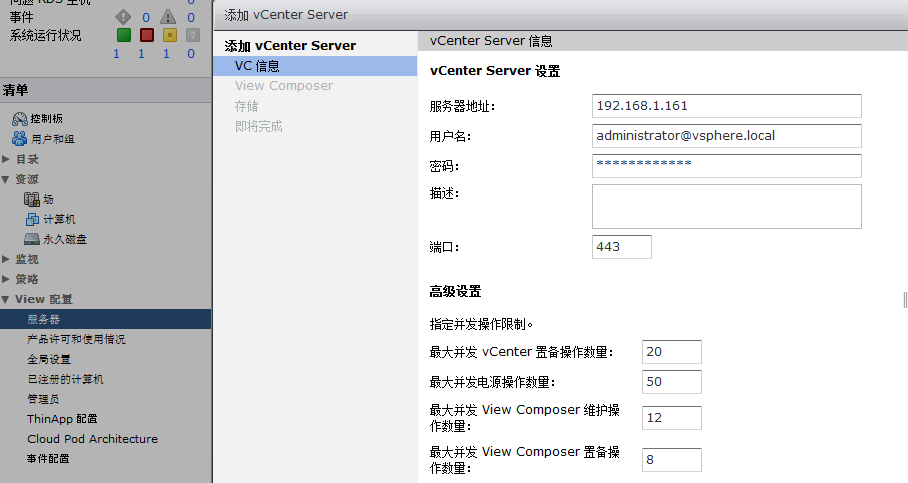 问题 RDS 主机 0
事件 0 0
系统运行状况
1 1 1 0
清单
控制板
用户和组
目录
资源
场
计算机
永久磁盘
监视
策略
View 配置
服务器
产品许可和使用情况
全局设置
已注册的计算机
管理员
ThinApp 配置
Cloud Pod Architecture
事件配置
添加 vCenter Server
添加 vCenter Server
VC 信息
View Composer
存储
即将完成
vCenter Server 信息
vCenter Server 设置
服务器地址: 192.168.1.161
用户名: administrator@vsphere.local
密码: ************
描述:
端口: 443
高级设置
指定并发操作限制。
最大并发 vCenter 置备操作数量: 20
最大并发电源操作数量: 50
最大并发 View Composer 维护操
作数量: 12
最大并发 View Composer 置备操
作数量: 8